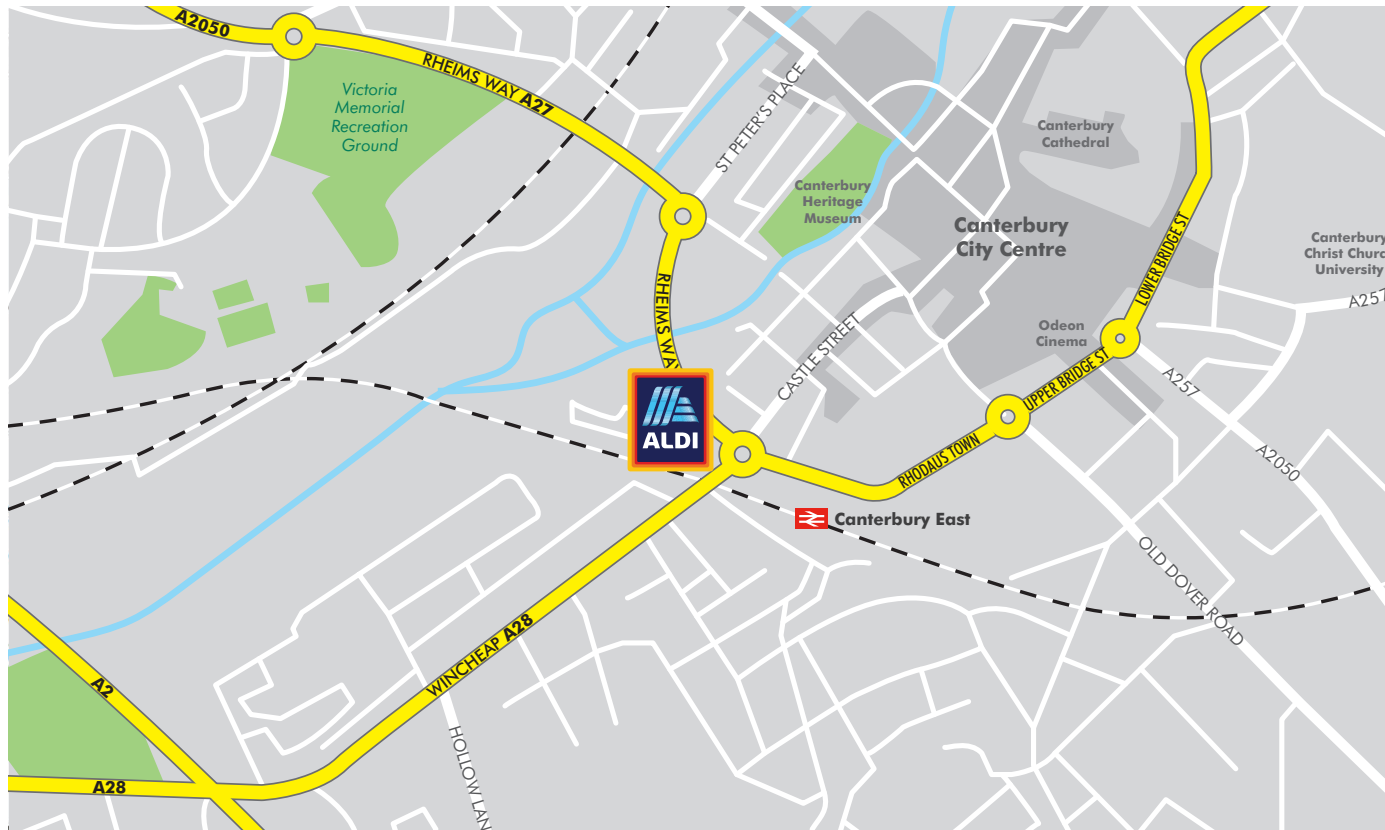 A2050
RHEIMS WAY A27
Victoria
Memorial
Recreation
Ground
ST PETER'S PLACE
Canterbury
Cathedral
Canterbury
Heritage
Museum
Canterbury
City Centre
LOWER BRIDGE ST
Canterbury
Christ Churc
University
A257
RHEIMS WAY
Odeon
Cinema
CASTLE STREET
UPPER BRIDGE ST
A257
ALDI
RHODAUS TOWN
A2050
Canterbury East
OLD DOVER ROAD
WINCHEAP A28
A2
HOLLOW LAN
A28